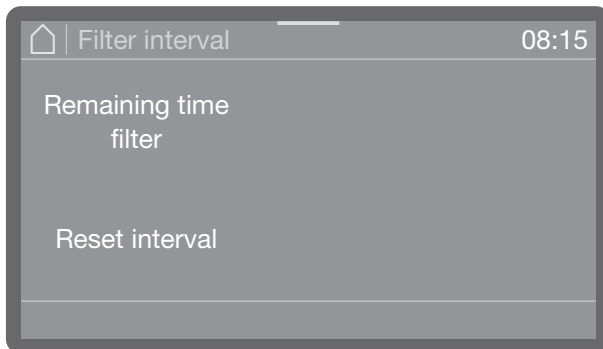 Filter interval 08:15
Remaining time
filter
Reset interval